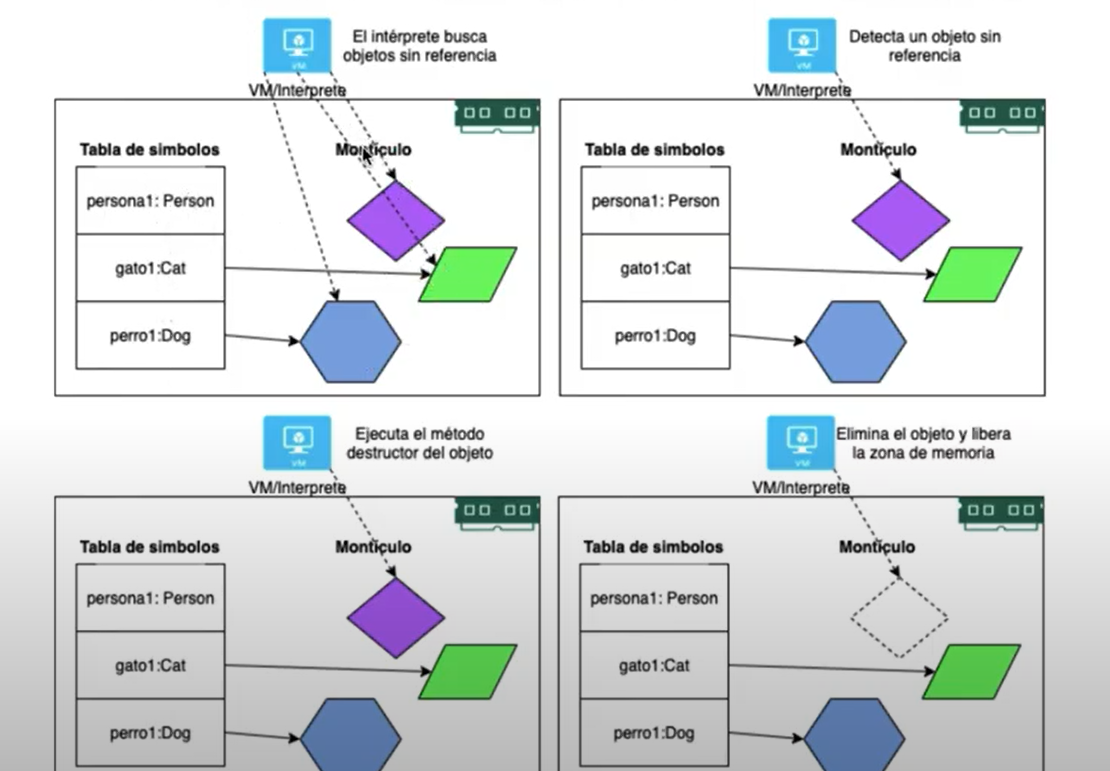 El intérprete busca
objetos sin referencia
VM
VM/Interprete
Tabla de simbolos
Montículo
persona1: Person
gato1:Cat
perro1:Dog
Detecta un objeto sin
referencia
VM
VM/Interprete
Tabla de simbolos
Montículo
persona1: Person
gato1:Cat
perro1:Dog
Ejecuta el método
destructor del objeto
VM
VM/Interprete
Tabla de simbolos
Montículo
persona1: Person
gato1:Cat
perro1:Dog
Elimina el objeto y libera
la zona de memoria
VM
VM/Interprete
Tabla de simbolos
Montículo
persona1: Person
gato1:Cat
perro1:Dog